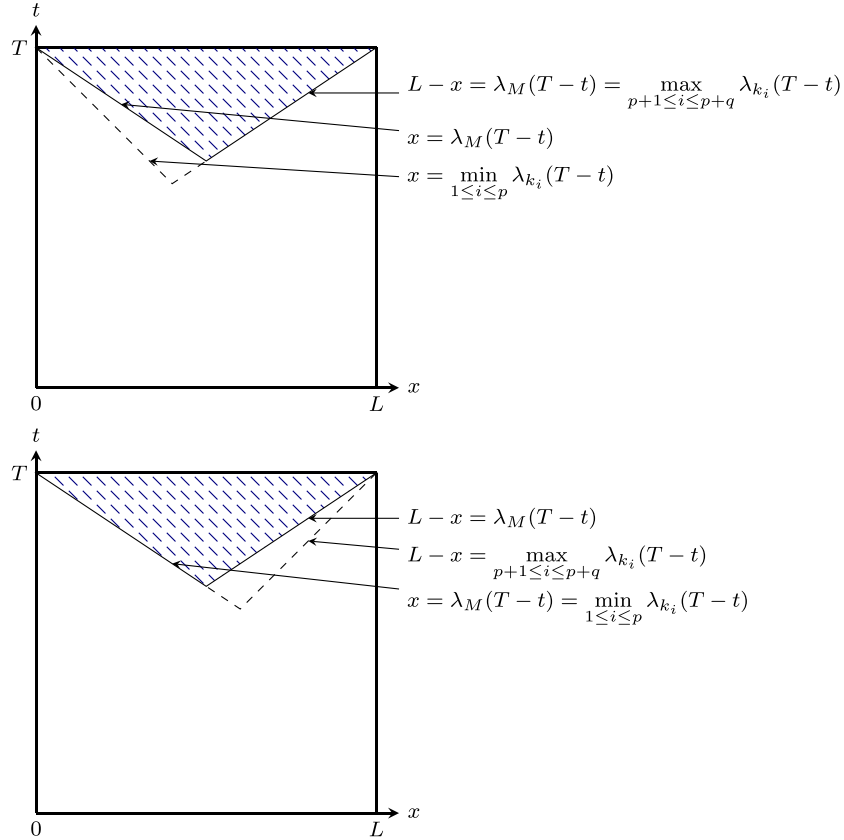 t
T
L − x = λ_M(T − t) = max_{p+1≤i≤p+q} λ_{k_i}(T − t)
x = λ_M(T − t)
x = min_{1≤i≤p} λ_{k_i}(T − t)
x
0 L
t
T
L − x = λ_M(T − t)
L − x = max_{p+1≤i≤p+q} λ_{k_i}(T − t)
x = λ_M(T − t) = min_{1≤i≤p} λ_{k_i}(T − t)
x
0 L